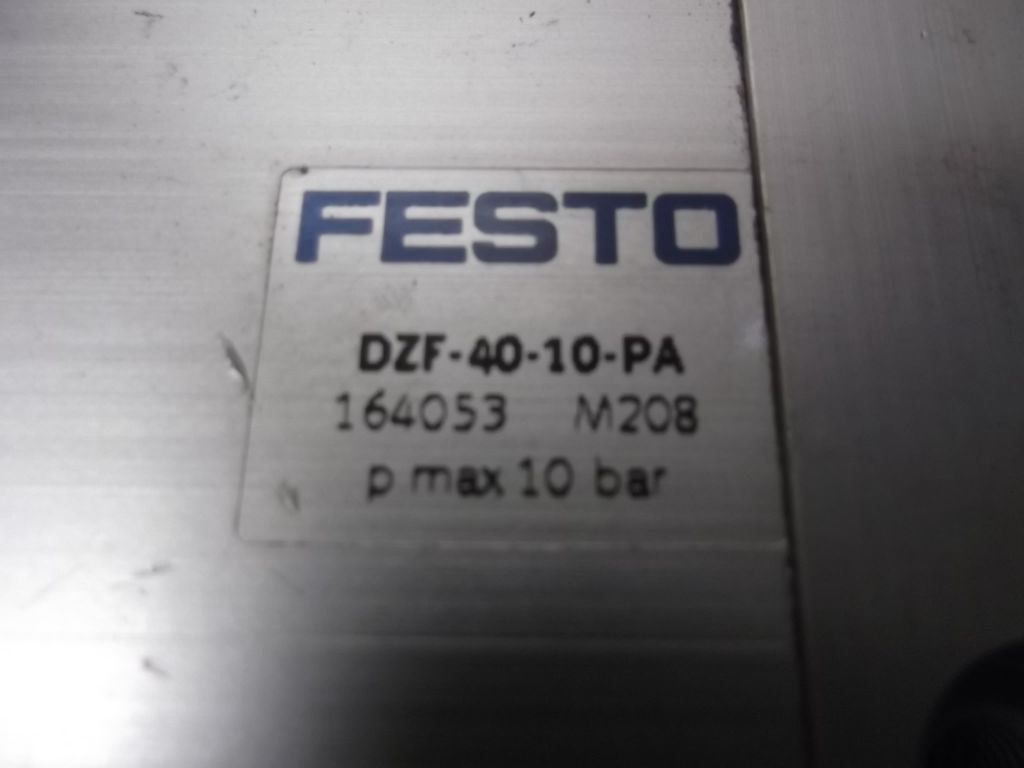 FESTO
DZF-40-10-PA
164053 M208
p max 10 bar